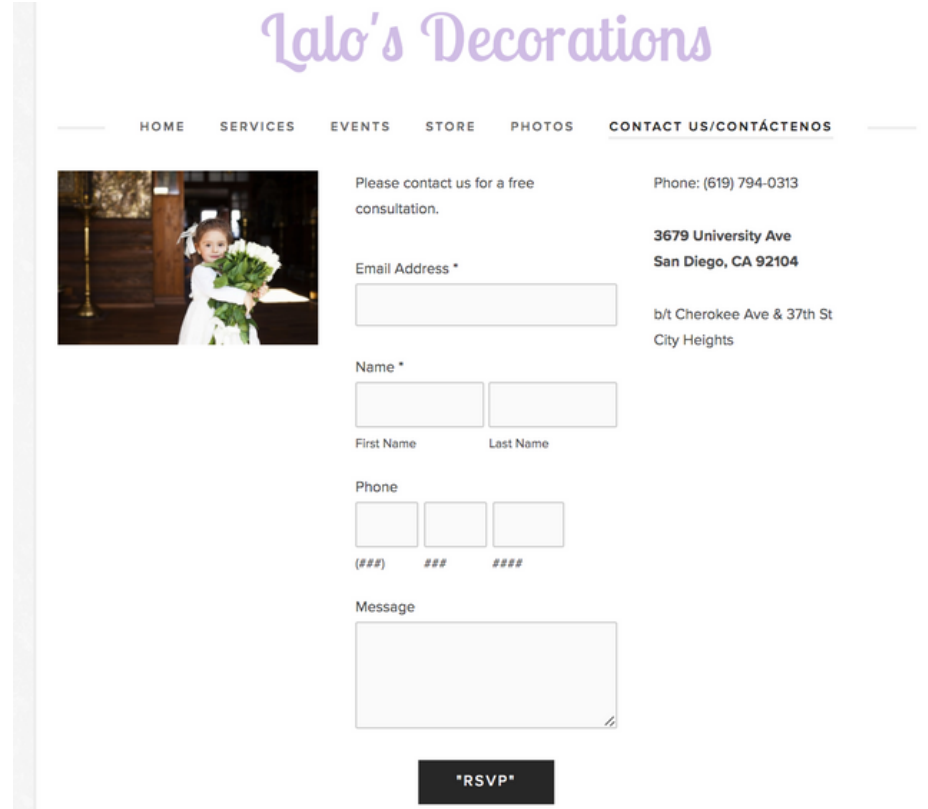 Lalo's Decorations
HOME SERVICES EVENTS STORE PHOTOS CONTACT US/CONTÁCTENOS
Please contact us for a free
consultation.
Email Address *
Name *
First Name Last Name
Phone
(###) ### ####
Message
"RSVP"
Phone: (619) 794-0313
3679 University Ave
San Diego, CA 92104
b/t Cherokee Ave & 37th St
City Heights